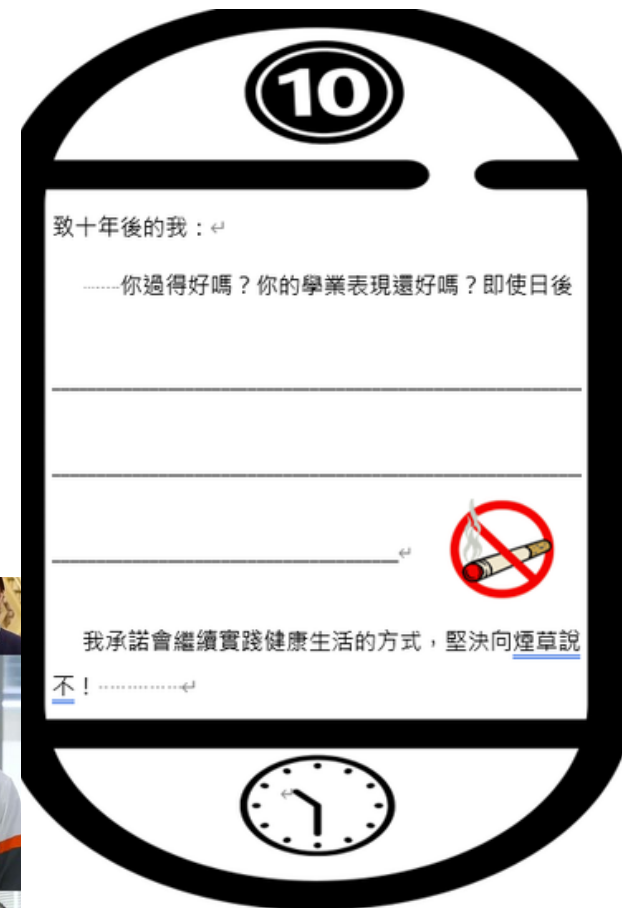 10
致十年後的我：
你過得好嗎？你的學業表現還好嗎？即使日後
我承諾會繼續實踐健康生活的方式，堅決向煙草說
不！